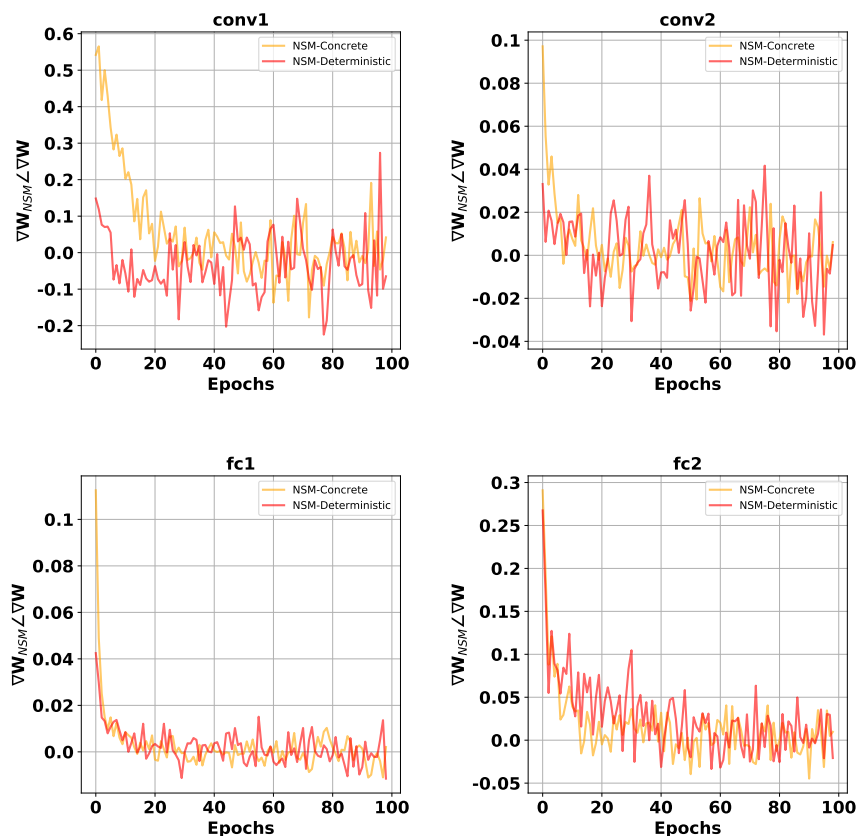 conv1
NSM-Concrete
NSM-Deterministic
0.6
0.5
0.4
0.3
0.2
0.1
0.0
-0.1
-0.2
∇W_NSM∠∇W
0 20 40 60 80 100
Epochs
conv2
NSM-Concrete
NSM-Deterministic
0.1
0.08
0.06
0.04
0.02
0.0
-0.02
-0.04
∇W_NSM∠∇W
0 20 40 60 80 100
Epochs
fc1
NSM-Concrete
NSM-Deterministic
0.1
0.08
0.06
0.04
0.02
0.0
∇W_NSM∠∇W
0 20 40 60 80 100
Epochs
fc2
NSM-Concrete
NSM-Deterministic
0.3
0.25
0.2
0.15
0.1
0.05
0.0
-0.05
∇W_NSM∠∇W
0 20 40 60 80 100
Epochs